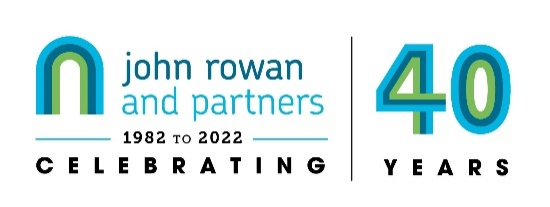 john rowan
and partners
1982 TO 2022
CELEBRATING
40
YEARS